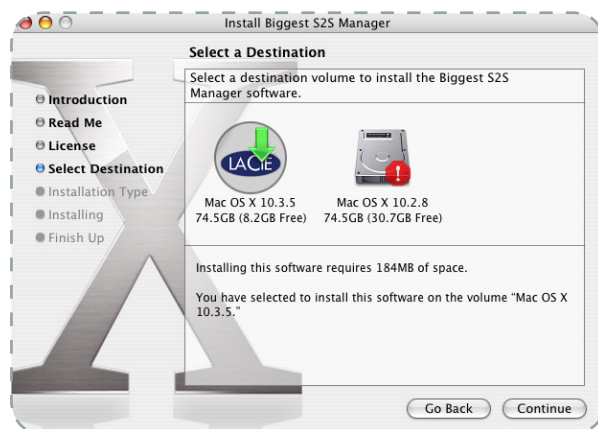 Install Biggest S2S Manager
Select a Destination
Introduction
Read Me
License
Select Destination
Installation Type
Installing
Finish Up
Select a destination volume to install the Biggest S2S
Manager software.
LACIE
Mac OS X 10.3.5
74.5GB (8.2GB Free)
Mac OS X 10.2.8
74.5GB (30.7GB Free)
Installing this software requires 184MB of space.
You have selected to install this software on the volume “Mac OS X
10.3.5.”
Go Back
Continue